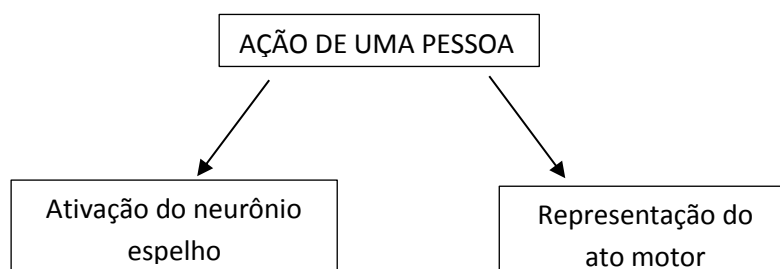 AÇÃO DE UMA PESSOA
Ativação do neurônio
espelho
Representação do
ato motor